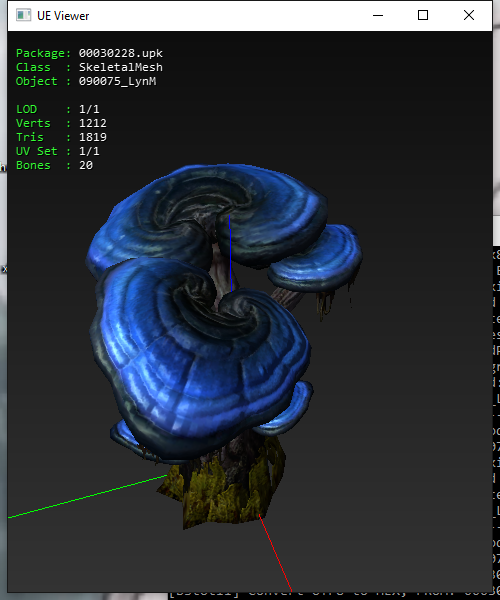 UE Viewer
Package: 00030228.upk
Class : SkeletalMesh
Object : 090075_LynM
LOD : 1/1
Verts : 1212
Tris : 1819
UV Set : 1/1
Bones : 20